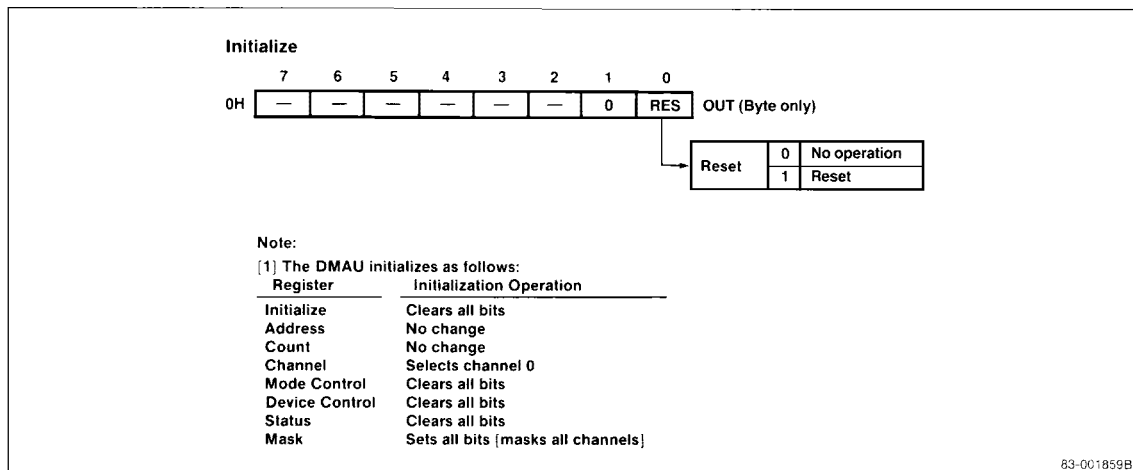 Initialize
7 6 5 4 3 2 1 0
0H — — — — — — 0 RES OUT (Byte only)
Reset 0 No operation
1 Reset
Note:
[1] The DMAU initializes as follows:
Register Initialization Operation
Initialize Clears all bits
Address No change
Count No change
Channel Selects channel 0
Mode Control Clears all bits
Device Control Clears all bits
Status Clears all bits
Mask Sets all bits [masks all channels]
83-001859B